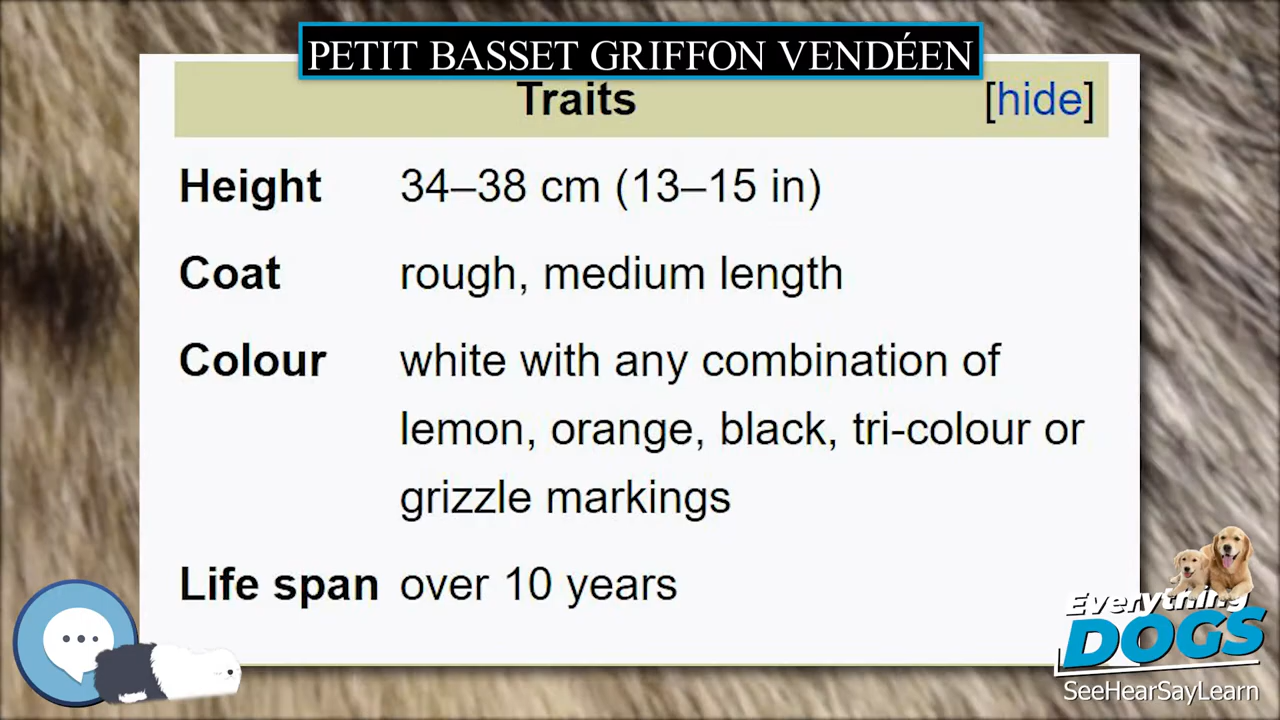 PETIT BASSET GRIFFON VENDÉEN
Traits [hide]
Height 34–38 cm (13–15 in)
Coat rough, medium length
Colour white with any combination of
lemon, orange, black, tri-colour or
grizzle markings
Life span over 10 years
Everything
DOGS
SeeHearSayLearn